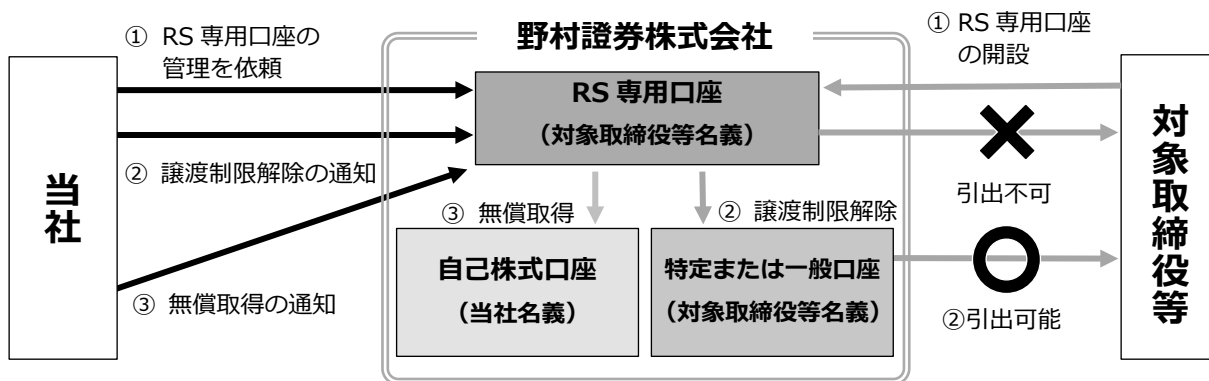 ① RS 専用口座の
管理を依頼
野村證券株式会社
① RS 専用口座
の開設
RS 専用口座
（対象取締役等名義）
当社
対象取締役等
② 譲渡制限解除の通知
引出不可
③ 無償取得
② 譲渡制限解除
自己株式口座
（当社名義）
特定または一般口座
（対象取締役等名義）
③ 無償取得の通知
②引出可能